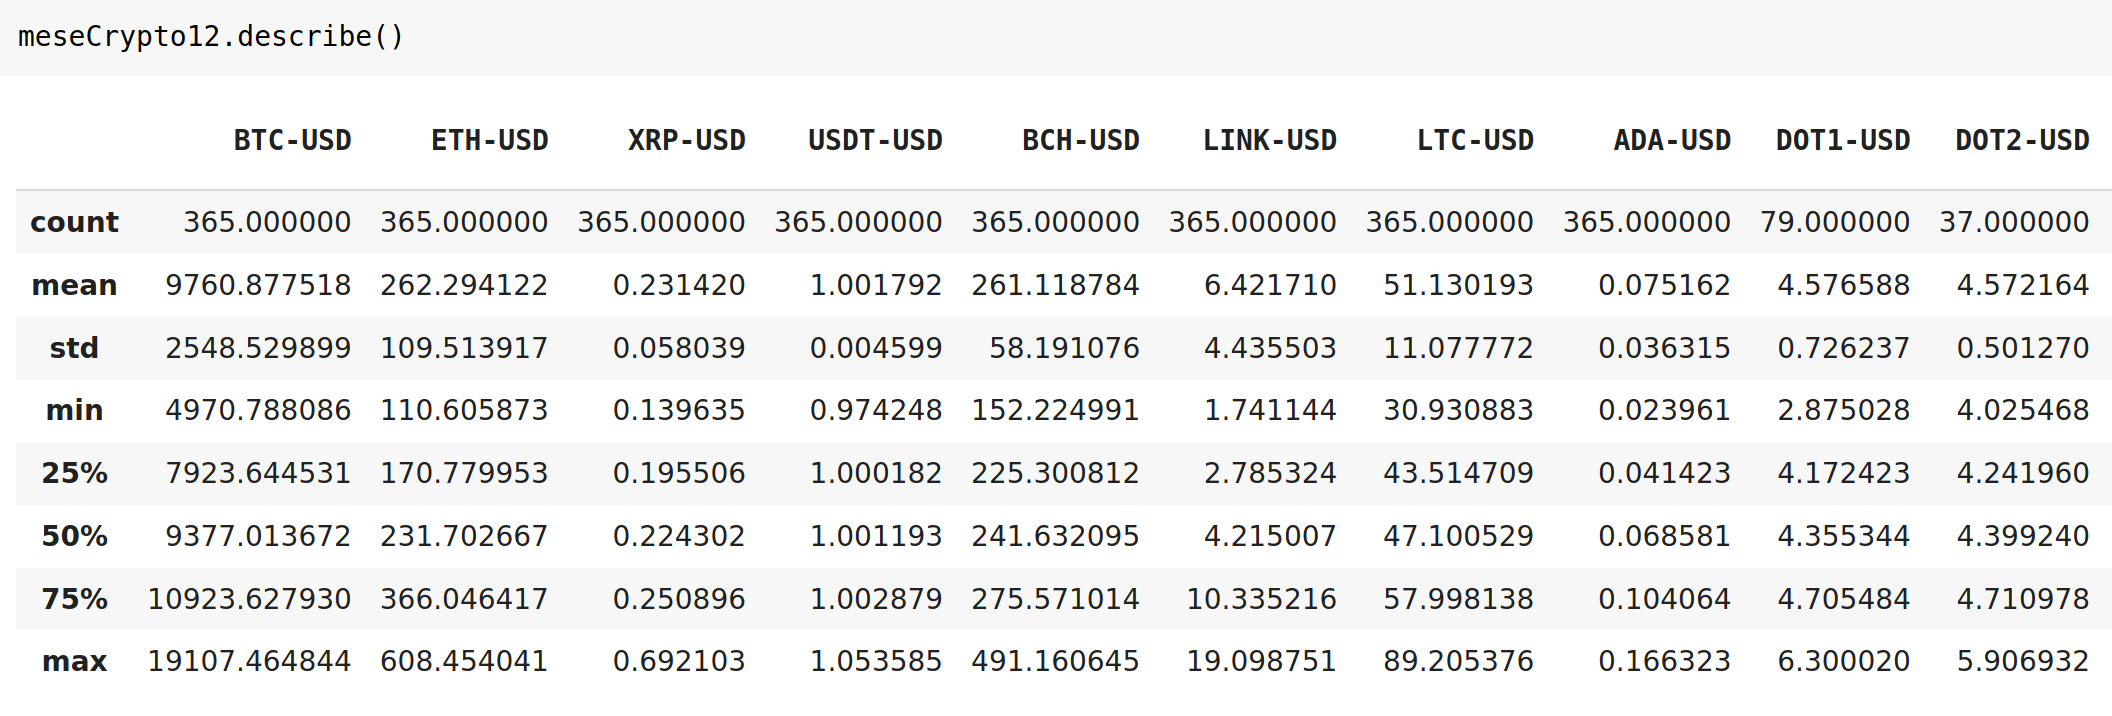 meseCrypto12.describe()
BTC-USD ETH-USD XRP-USD USDT-USD BCH-USD LINK-USD LTC-USD ADA-USD DOT1-USD DOT2-USD
count 365.000000 365.000000 365.000000 365.000000 365.000000 365.000000 365.000000 365.000000 79.000000 37.000000
mean 9760.877518 262.294122 0.231420 1.001792 261.118784 6.421710 51.130193 0.075162 4.576588 4.572164
std 2548.529899 109.513917 0.058039 0.004599 58.191076 4.435503 11.077772 0.036315 0.726237 0.501270
min 4970.788086 110.605873 0.139635 0.974248 152.224991 1.741144 30.930883 0.023961 2.875028 4.025468
25% 7923.644531 170.779953 0.195506 1.000182 225.300812 2.785324 43.514709 0.041423 4.172423 4.241960
50% 9377.013672 231.702667 0.224302 1.001193 241.632095 4.215007 47.100529 0.068581 4.355344 4.399240
75% 10923.627930 366.046417 0.250896 1.002879 275.571014 10.335216 57.998138 0.104064 4.705484 4.710978
max 19107.464844 608.454041 0.692103 1.053585 491.160645 19.098751 89.205376 0.166323 6.300020 5.906932